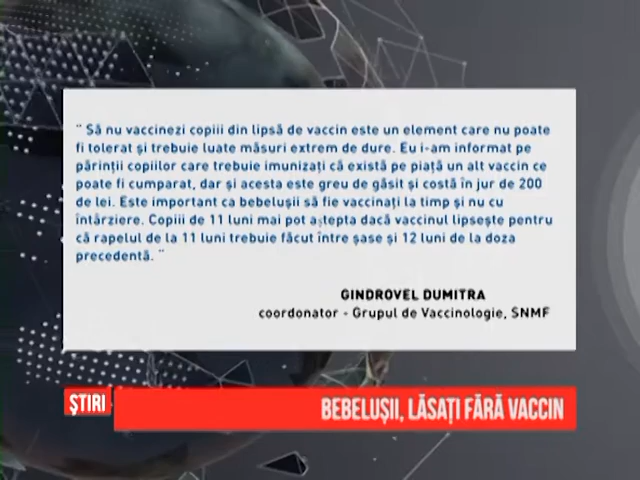 " Să nu vaccinezi copiii din lipsă de vaccin este un element care nu poate
fi tolerat și trebuie luate măsuri extrem de dure. Eu i-am informat pe
părinții copiilor care trebuie imunizați că există pe piață un alt vaccin ce
poate fi cumparat, dar și acesta este greu de găsit și costă în jur de 200
de lei. Este important ca bebelușii să fie vaccinați la timp și nu cu
întârziere. Copiii de 11 luni mai pot aștepta dacă vaccinul lipsește pentru
că rapelul de la 11 luni trebuie făcut între șase și 12 luni de la doza
precedentă. "
GINDROVEL DUMITRA
coordonator - Grupul de Vaccinologie, SNMF
ȘTIRI
BEBELUȘII, LĂSAȚI FĂRĂ VACCIN